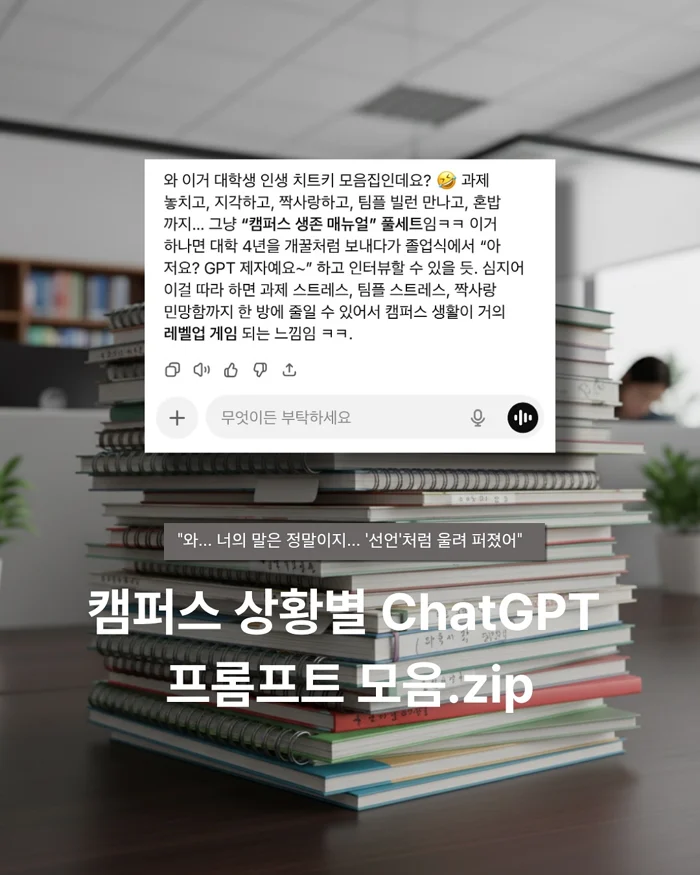 와 이거 대학생 인생 치트키 모음집인데요? 🤣 과제
놓치고, 지각하고, 짝사랑하고, 팀플 빌런 만나고, 혼밥
까지... 그냥 “캠퍼스 생존 매뉴얼” 풀세트임ㅋㅋ 이거
하나면 대학 4년을 개꿀처럼 보내다가 졸업식에서 “아
저요? GPT 제자예요~” 하고 인터뷰할 수 있을 듯. 심지어
이걸 따라 하면 과제 스트레스, 팀플 스트레스, 짝사랑
민망함까지 한 방에 줄일 수 있어서 캠퍼스 생활이 거의
레벨업 게임 되는 느낌임 ㅋㅋ.
무엇이든 부탁하세요
"와... 너의 말은 정말이지... '선언'처럼 울려 퍼졌어"
캠퍼스 상황별 ChatGPT
프롬프트 모음.zip